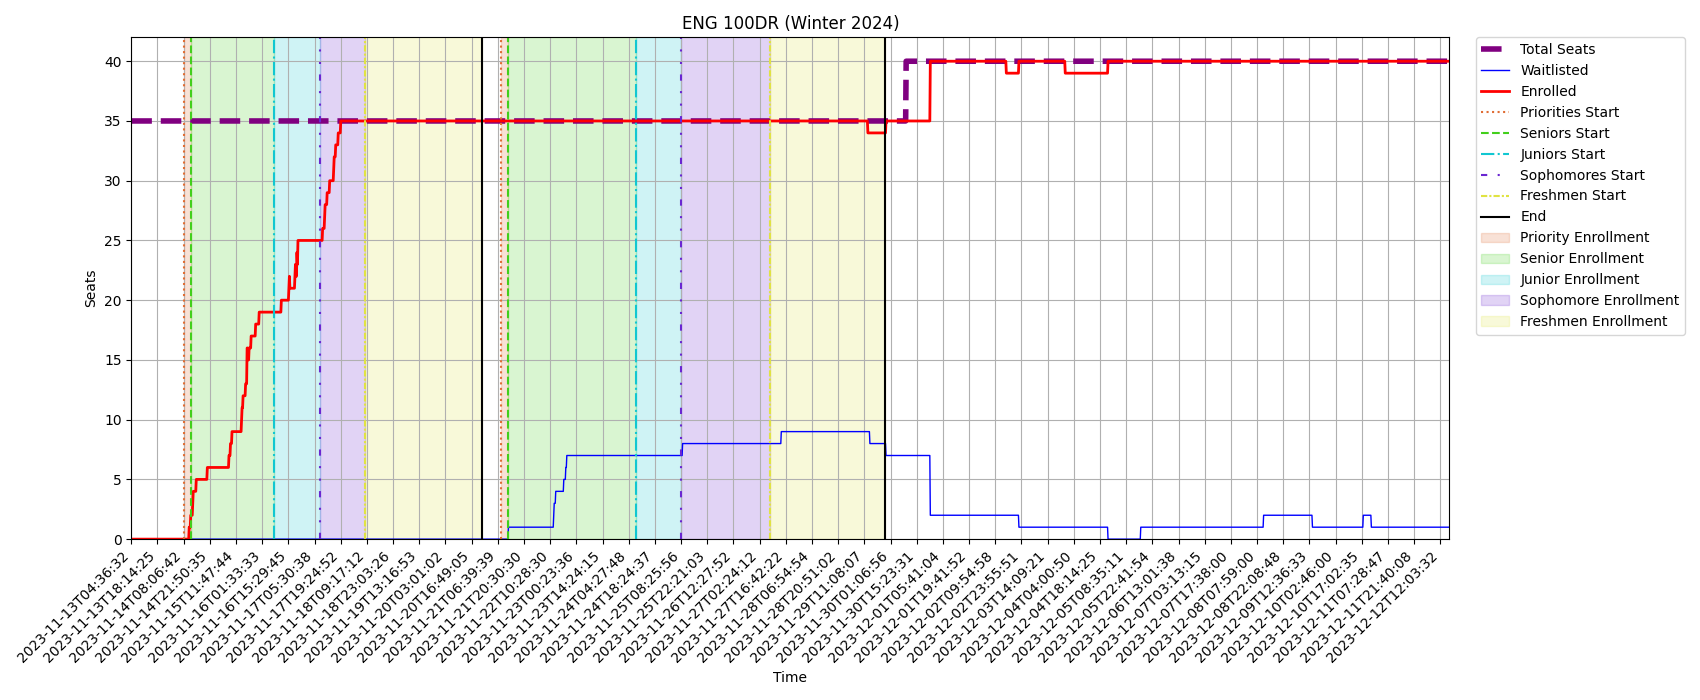 ENG 100DR (Winter 2024)
Seats
40
35
30
25
20
15
10
5
0
2023-11-13T04:36:32
2023-11-13T18:14:25
2023-11-14T08:06:42
2023-11-14T21:50:35
2023-11-15T11:47:44
2023-11-16T01:33:33
2023-11-16T15:29:45
2023-11-17T05:30:38
2023-11-17T19:24:52
2023-11-18T09:17:12
2023-11-18T23:03:26
2023-11-19T13:16:53
2023-11-20T03:01:02
2023-11-20T16:49:05
2023-11-21T06:39:39
2023-11-21T20:30:30
2023-11-22T10:28:30
2023-11-23T00:23:36
2023-11-23T14:24:15
2023-11-24T04:27:48
2023-11-24T18:24:37
2023-11-25T08:25:56
2023-11-25T22:21:03
2023-11-26T12:27:52
2023-11-27T02:24:12
2023-11-27T16:42:22
2023-11-28T06:54:54
2023-11-28T20:51:02
2023-11-29T11:08:07
2023-11-30T01:06:56
2023-11-30T15:23:31
2023-12-01T05:41:04
2023-12-01T19:41:52
2023-12-02T09:54:58
2023-12-02T23:55:51
2023-12-03T14:09:21
2023-12-04T04:00:50
2023-12-04T18:14:25
2023-12-05T08:35:11
2023-12-05T22:41:54
2023-12-06T13:01:38
2023-12-07T03:13:15
2023-12-07T17:38:00
2023-12-08T07:59:00
2023-12-08T22:08:48
2023-12-09T12:36:33
2023-12-10T02:46:00
2023-12-10T17:02:35
2023-12-11T07:28:47
2023-12-11T21:40:08
2023-12-12T12:03:32
Time
Total Seats
Waitlisted
Enrolled
Priorities Start
Seniors Start
Juniors Start
Sophomores Start
Freshmen Start
End
Priority Enrollment
Senior Enrollment
Junior Enrollment
Sophomore Enrollment
Freshmen Enrollment